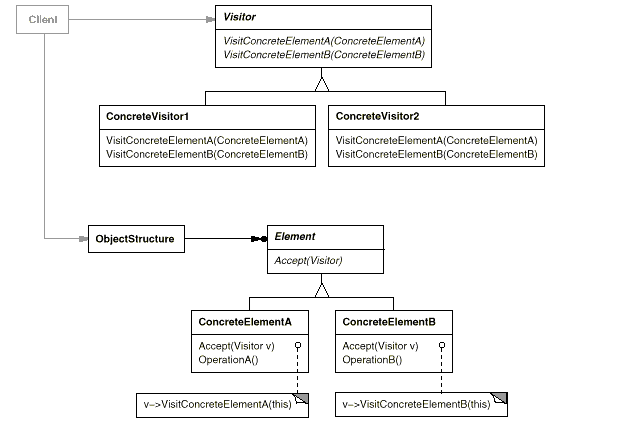 Client
Visitor
VisitConcreteElementA(ConcreteElementA)
VisitConcreteElementB(ConcreteElementB)
ConcreteVisitor1
VisitConcreteElementA(ConcreteElementA)
VisitConcreteElementB(ConcreteElementB)
ConcreteVisitor2
VisitConcreteElementA(ConcreteElementA)
VisitConcreteElementB(ConcreteElementB)
ObjectStructure
Element
Accept(Visitor)
ConcreteElementA
Accept(Visitor v)
OperationA()
ConcreteElementB
Accept(Visitor v)
OperationB()
v->VisitConcreteElementA(this)
v->VisitConcreteElementB(this)